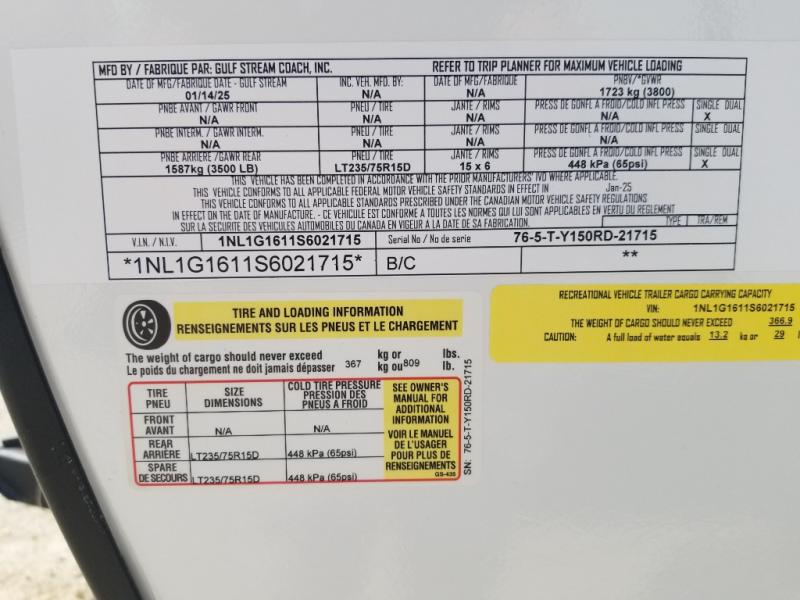 MFD BY / FABRIQUE PAR: GULF STREAM COACH, INC. REFER TO TRIP PLANNER FOR MAXIMUM VEHICLE LOADING
DATE OF MFG/FABRIQUE DATE - GULF STREAM INC. VEH. MFD. BY: DATE OF MFG/FABRIQUE PNBV/*GVWR
01/14/25 N/A N/A 1723 kg (3800)
PNBE AVANT / GAWR FRONT PNEU / TIRE JANTE / RIMS PRESS DE GONFL A FROID/COLD INFL PRESS SINGLE DUAL
N/A N/A N/A N/A X
PNBE INTERM. / GAWR INTERM. PNEU / TIRE JANTE / RIMS PRESS DE GONFL A FROID/COLD INFL PRESS SINGLE DUAL
N/A N/A N/A N/A
PNBE ARRIERE / GAWR REAR PNEU / TIRE JANTE / RIMS PRESS DE GONFL A FROID/COLD INFL PRESS SINGLE DUAL
1587kg (3500 LB) LT235/75R15D 15 x 6 448 kPa (65psi) X
THIS VEHICLE HAS BEEN COMPLETED IN ACCORDANCE WITH THE PRIOR MANUFACTURERS' IVD WHERE APPLICABLE.
THIS VEHICLE CONFORMS TO ALL APPLICABLE FEDERAL MOTOR VEHICLE SAFETY STANDARDS IN EFFECT IN Jan-25
THIS VEHICLE CONFORMS TO ALL APPLICABLE STANDARDS PRESCRIBED UNDER THE CANADIAN MOTOR VEHICLE SAFETY REGULATIONS
IN EFFECT ON THE DATE OF MANUFACTURE. - CE VEHICULE EST CONFORME A TOUTES LES NORMES QUI LUI SONT APPLICABLES EN VERTU DU REGLEMENT
SUR LA SECURITE DES VEHICULES AUTOMOBILES DU CANADA EN VIGEUR A LA DATE DE SA FABRICATION. TYPE TRA/REM
V.I.N. / N.I.V. 1NL1G1611S6021715 Serial No / No de serie 76-5-T-Y150RD-21715
*1NL1G1611S6021715* B/C **
TIRE AND LOADING INFORMATION
RENSEIGNEMENTS SUR LES PNEUS ET LE CHARGEMENT
The weight of cargo should never exceed kg or lbs.
Le poids du chargement ne doit jamais dépasser 367 kg ou 809 lb.
TIRE PNEU SIZE DIMENSIONS COLD TIRE PRESSURE PRESSION DES PNEUS A FROID
FRONT AVANT N/A N/A
REAR ARRIÈRE LT235/75R15D 448 kPa (65psi)
SPARE DE SECOURS LT235/75R15D 448 kPa (65psi)
SEE OWNER'S
MANUAL FOR
ADDITIONAL
INFORMATION
VOIR LE MANUEL
DE L'USAGER
POUR PLUS DE
RENSEIGNEMENTS
GS-435
SN: 76-5-T-Y150RD-21715
RECREATIONAL VEHICLE TRAILER CARGO CARRYING CAPACITY
VIN: 1NL1G1611S6021715
THE WEIGHT OF CARGO SHOULD NEVER EXCEED 366.9
CAUTION: A full load of water equals 13.2 kg or 29 l